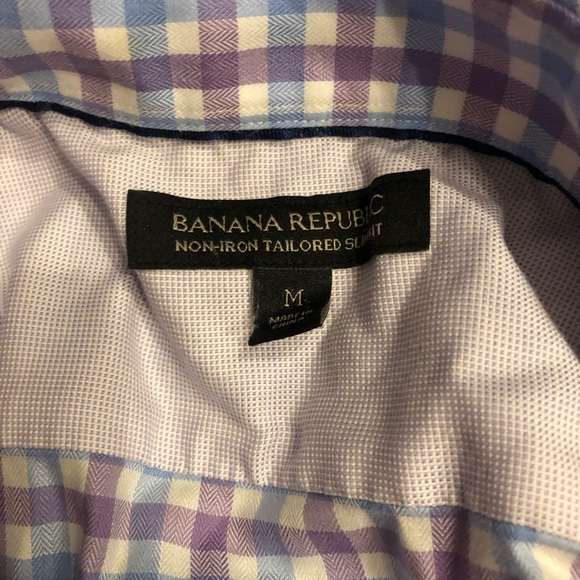 BANANA REPUBLIC
NON-IRON TAILORED SLIM FIT
M
MADE IN
CHINA